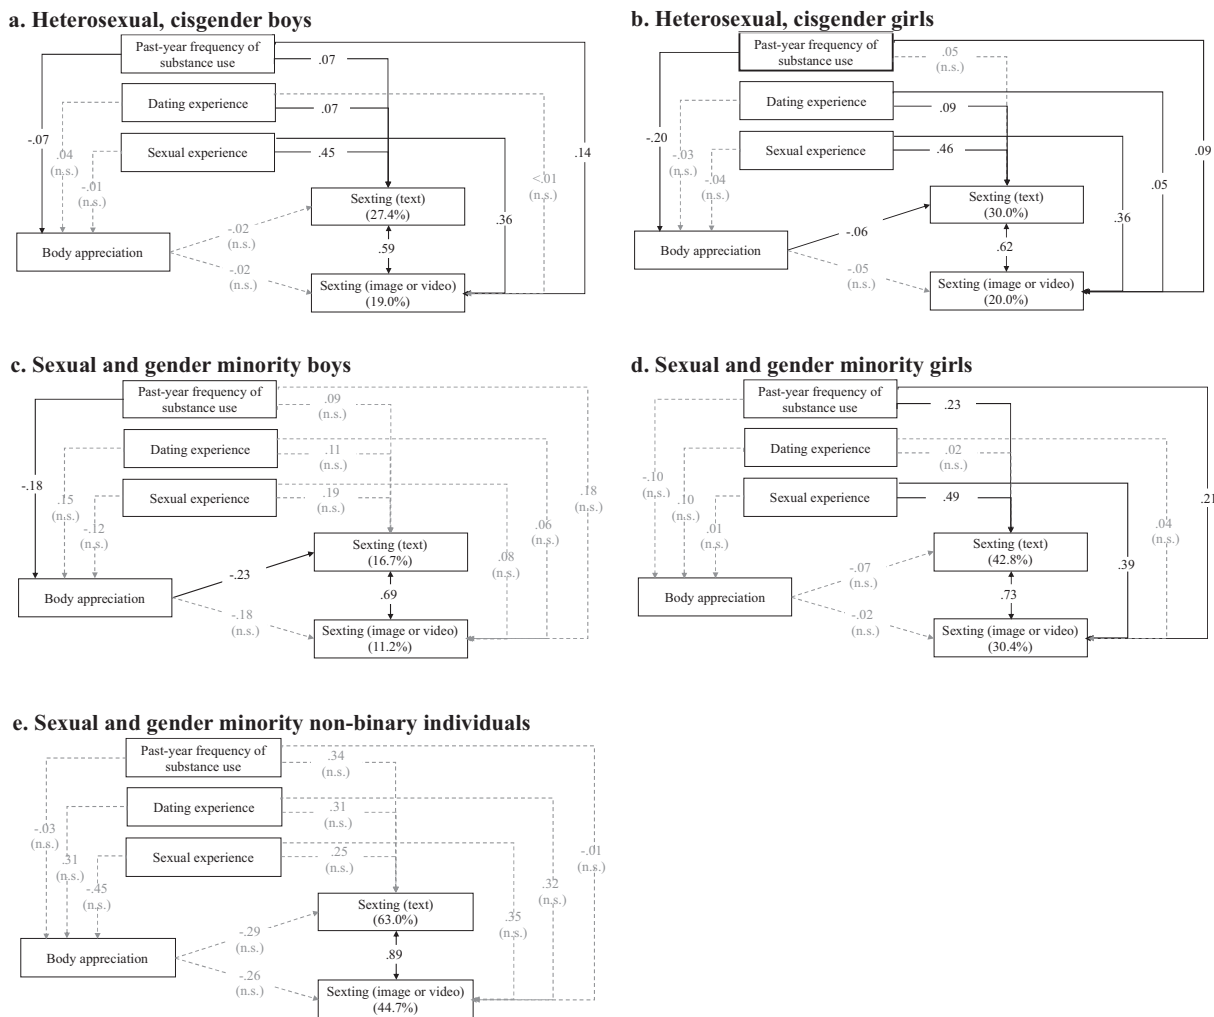 a. Heterosexual, cisgender boys
Past-year frequency of
substance use
Dating experience
Sexual experience
Sexting (text)
(27.4%)
Body appreciation
Sexting (image or video)
(19.0%)
-.07
.04
(n.s.)
-.01
(n.s.)
.07
.07
.45
-.02
(n.s.)
-.02
(n.s.)
.59
.36
<.01
(n.s.)
.14
b. Heterosexual, cisgender girls
Past-year frequency of
substance use
Dating experience
Sexual experience
Sexting (text)
(30.0%)
Body appreciation
Sexting (image or video)
(20.0%)
-.20
-.03
(n.s.)
-.04
(n.s.)
.05
(n.s.)
.09
.46
-.06
-.05
(n.s.)
.62
.36
.05
.09
c. Sexual and gender minority boys
Past-year frequency of
substance use
Dating experience
Sexual experience
Sexting (text)
(16.7%)
Body appreciation
Sexting (image or video)
(11.2%)
-.18
.15
(n.s.)
-.12
(n.s.)
.09
(n.s.)
.11
(n.s.)
.19
(n.s.)
-.23
-.18
(n.s.)
.69
.08
(n.s.)
.06
(n.s.)
.18
(n.s.)
d. Sexual and gender minority girls
Past-year frequency of
substance use
Dating experience
Sexual experience
Sexting (text)
(42.8%)
Body appreciation
Sexting (image or video)
(30.4%)
-.10
(n.s.)
.10
(n.s.)
.01
(n.s.)
.23
.02
(n.s.)
.49
-.07
(n.s.)
-.02
(n.s.)
.73
.39
.04
(n.s.)
.21
e. Sexual and gender minority non-binary individuals
Past-year frequency of
substance use
Dating experience
Sexual experience
Sexting (text)
(63.0%)
Body appreciation
Sexting (image or video)
(44.7%)
-.03
(n.s.)
.31
(n.s.)
-.45
(n.s.)
.34
(n.s.)
.31
(n.s.)
.25
(n.s.)
-.29
(n.s.)
-.26
(n.s.)
.89
.35
(n.s.)
.32
(n.s.)
-.01
(n.s.)